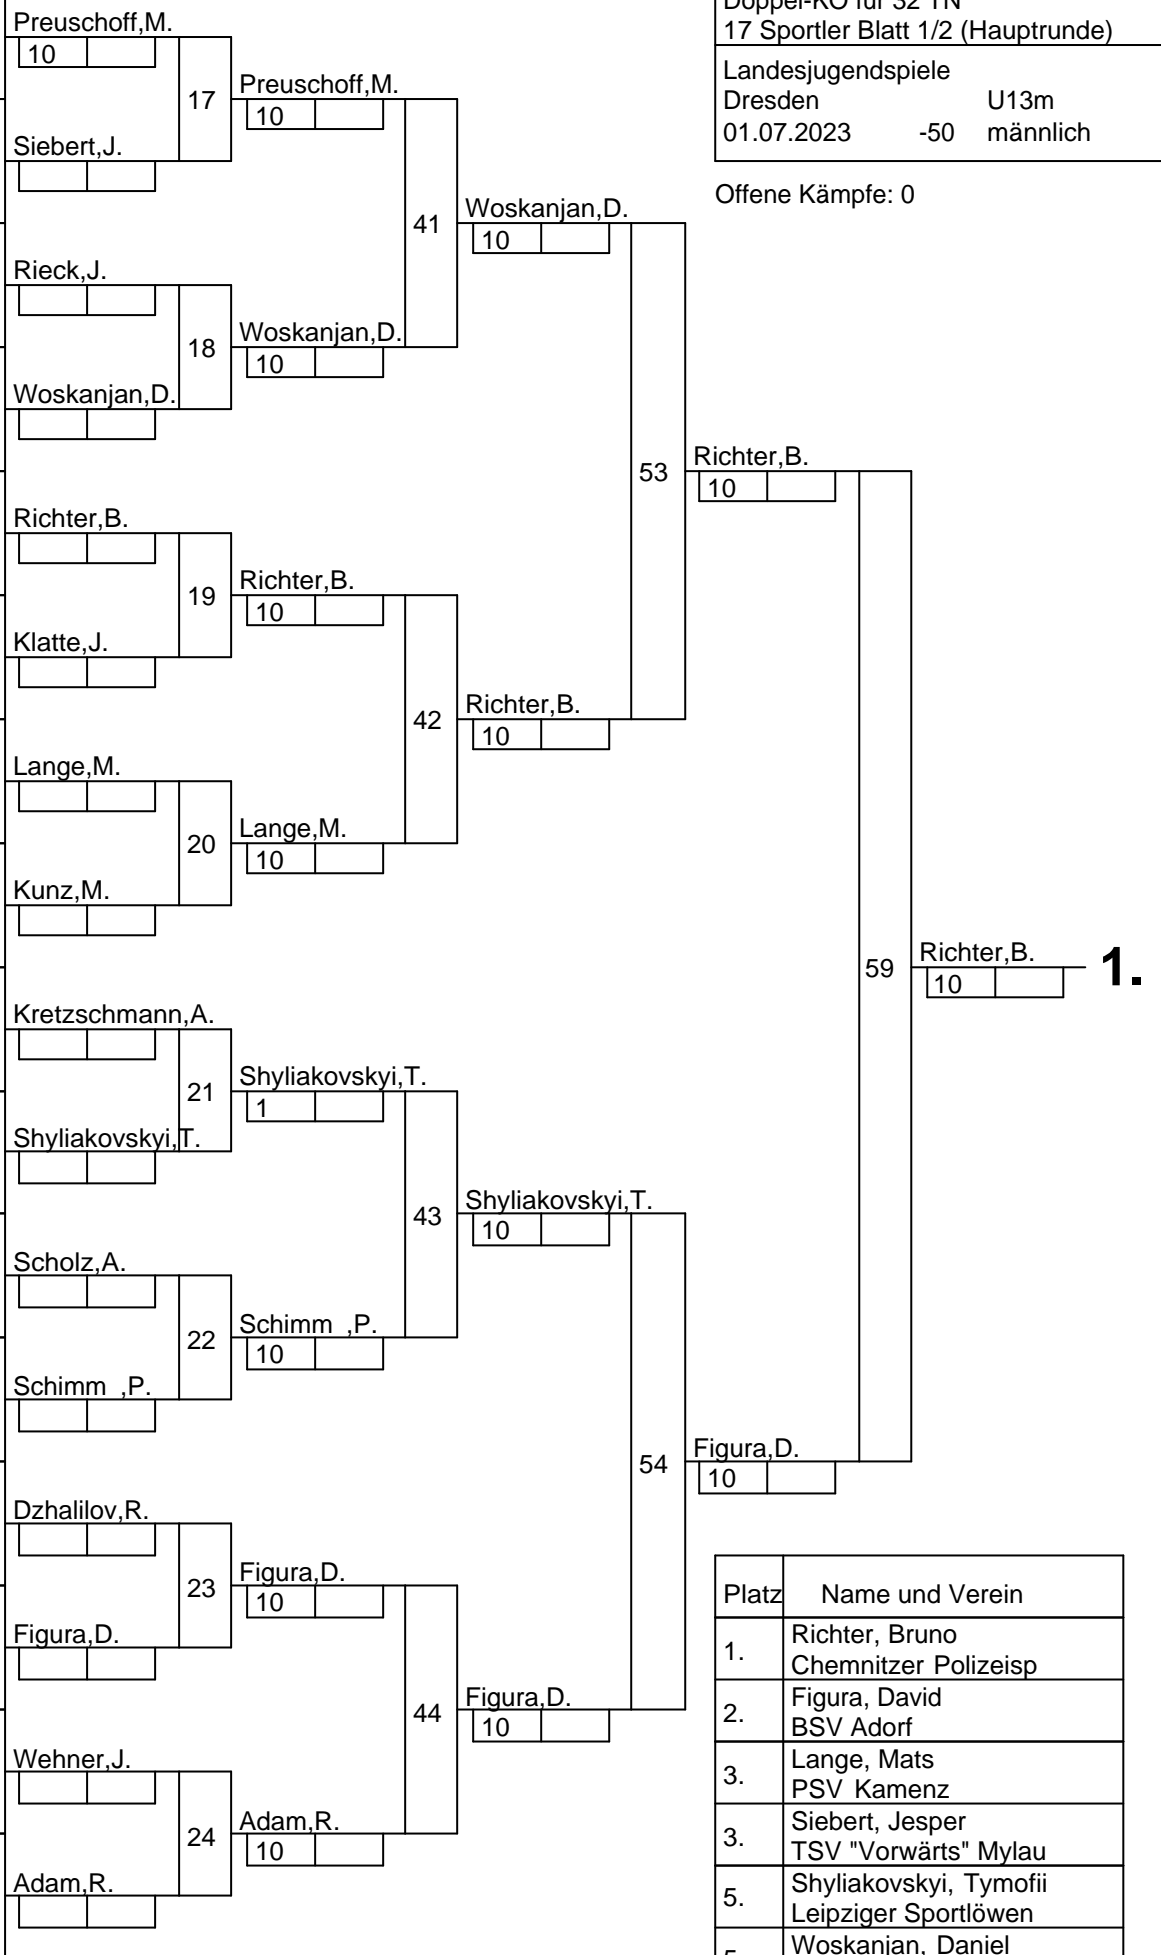 Doppel-KO für 32 TN
17 Sportler Blatt 1/2 (Hauptrunde)
Landesjugendspiele
Dresden U13m
01.07.2023 -50 männlich
Offene Kämpfe: 0
Preuschoff,M.
10
17
Siebert,J.
Preuschoff,M.
10
41
Rieck,J.
18
Woskanjan,D.
Woskanjan,D.
10
Woskanjan,D.
10
53
Richter,B.
19
Klatte,J.
Richter,B.
10
42
Lange,M.
20
Kunz,M.
Lange,M.
10
Richter,B.
10
Richter,B.
10
59
Kretzschmann,A.
21
Shyliakovskyi,T.
Shyliakovskyi,T.
1
43
Scholz,A.
22
Schimm ,P.
Schimm ,P.
10
Shyliakovskyi,T.
10
54
Dzhalilov,R.
23
Figura,D.
Figura,D.
10
44
Wehner,J.
24
Adam,R.
Adam,R.
10
Figura,D.
10
Figura,D.
10
Richter,B.
10
1.
Platz Name und Verein
1. Richter, Bruno
Chemnitzer Polizeisp
2. Figura, David
BSV Adorf
3. Lange, Mats
PSV Kamenz
3. Siebert, Jesper
TSV "Vorwärts" Mylau
5. Shyliakovskyi, Tymofii
Leipziger Sportlöwen
5. Woskanjan, Daniel